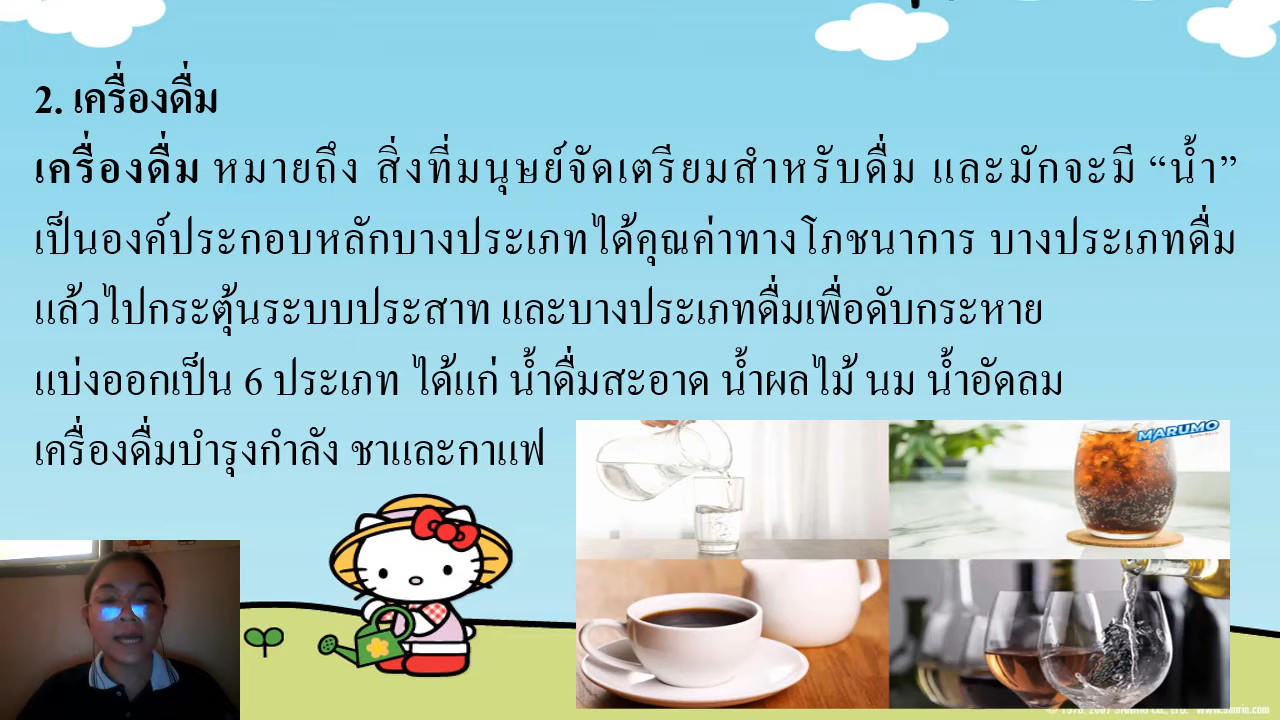 2. เครื่องดื่ม
เครื่องดื่ม หมายถึง สิ่งที่มนุษย์จัดเตรียมสำหรับดื่ม และมักจะมี “น้ำ”
เป็นองค์ประกอบหลักบางประเภทได้คุณค่าทางโภชนาการ บางประเภทดื่ม
แล้วไปกระตุ้นระบบประสาท และบางประเภทดื่มเพื่อดับกระหาย
แบ่งออกเป็น 6 ประเภท ได้แก่ น้ำดื่มสะอาด น้ำผลไม้ นม น้ำอัดลม
เครื่องดื่มบำรุงกำลัง ชาและกาแฟ
MARUMO